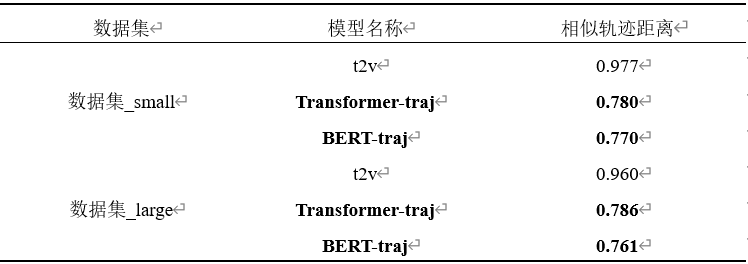 数据集 模型名称 相似轨迹距离
t2v 0.977
数据集_small Transformer-traj 0.780
BERT-traj 0.770
t2v 0.960
数据集_large Transformer-traj 0.786
BERT-traj 0.761